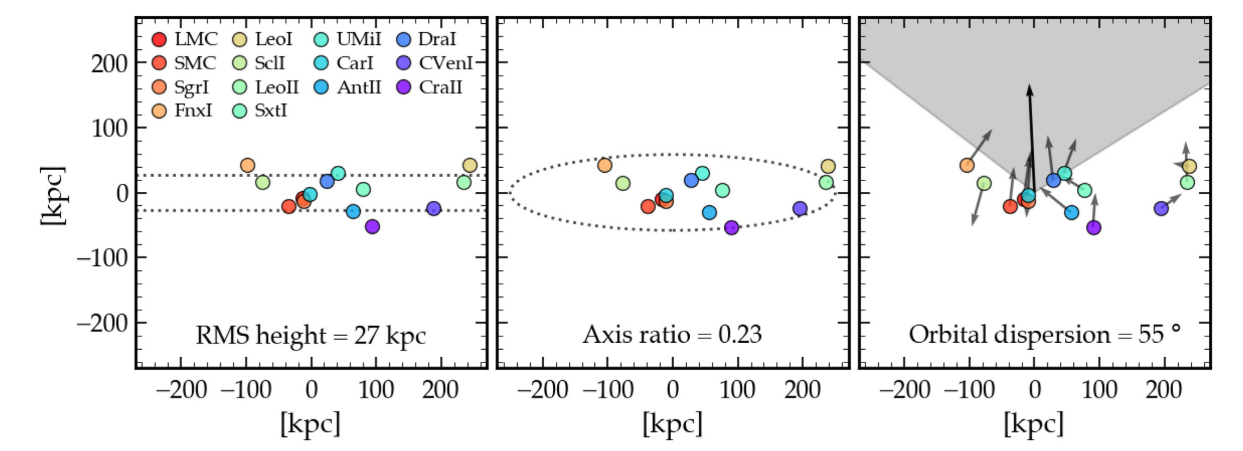 LMC LeoI UMiI DraI
SMC SclI CarI CVenI
SgrI LeoII AntII CraII
FnxI SxtI
200
100
0
−100
−200
[kpc]
RMS height = 27 kpc
Axis ratio = 0.23
Orbital dispersion = 55 °
−200 −100 0 100 200
−200 −100 0 100 200
−200 −100 0 100 200
[kpc]
[kpc]
[kpc]